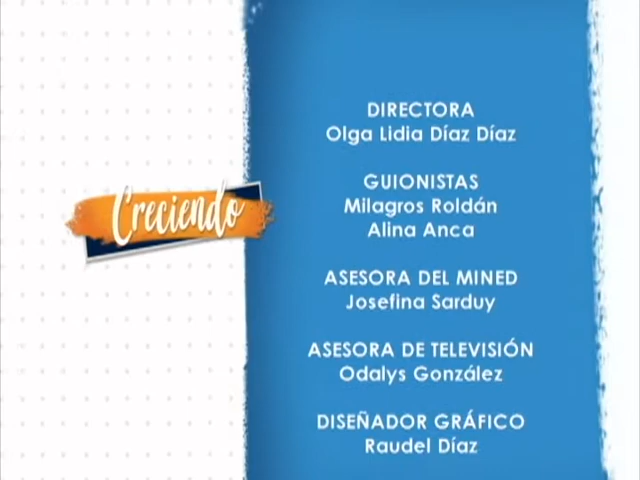 Creciendo
DIRECTORA
Olga Lidia Díaz Díaz
GUIONISTAS
Milagros Roldán
Alina Anca
ASESORA DEL MINED
Josefina Sarduy
ASESORA DE TELEVISIÓN
Odalys González
DISEÑADOR GRÁFICO
Raudel Díaz